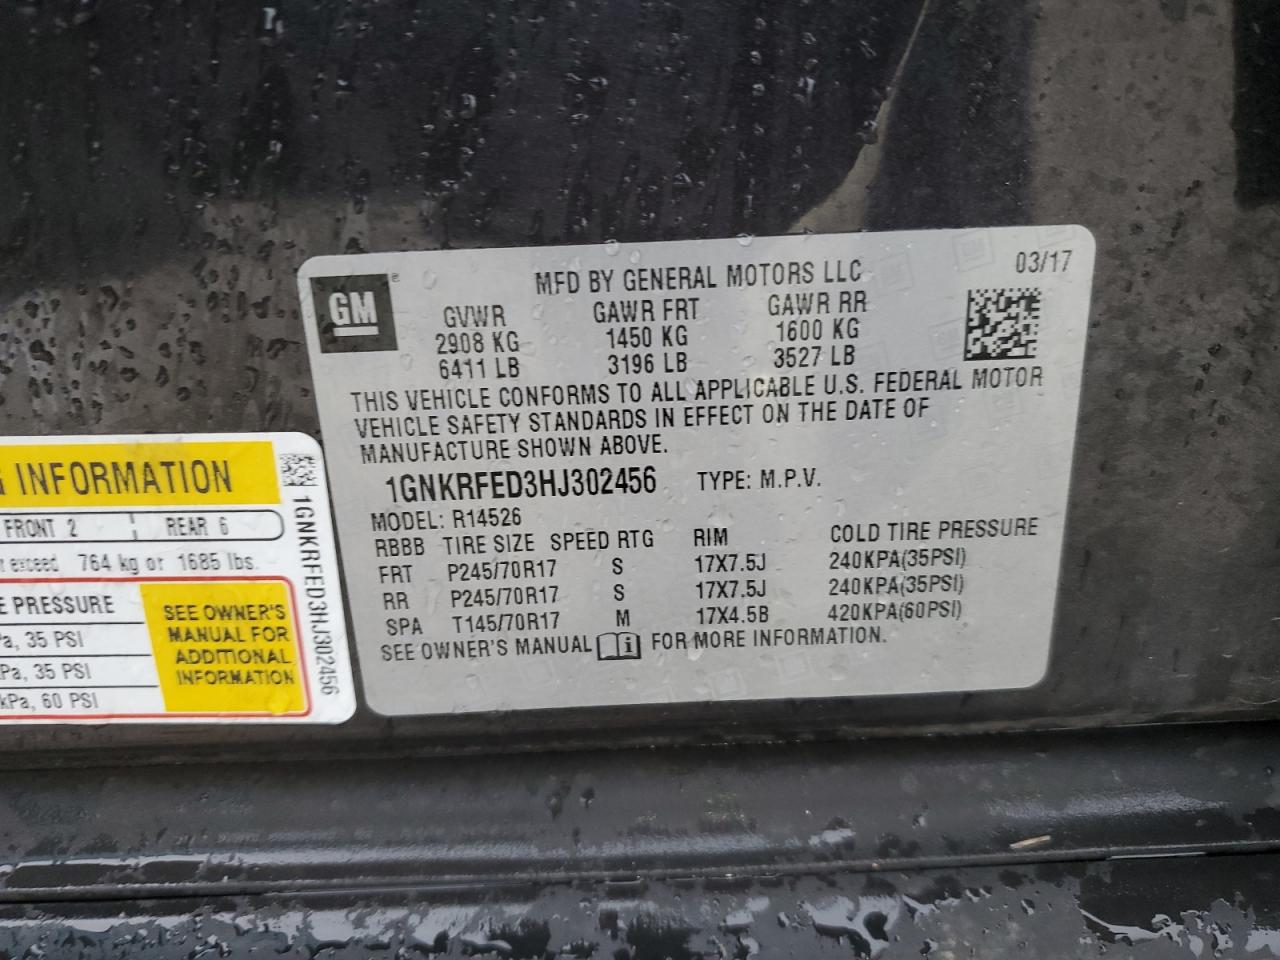 MFD BY GENERAL MOTORS LLC 03/17
GM ®
GVWR GAWR FRT GAWR RR
2908 KG 1450 KG 1600 KG
6411 LB 3196 LB 3527 LB
THIS VEHICLE CONFORMS TO ALL APPLICABLE U.S. FEDERAL MOTOR
VEHICLE SAFETY STANDARDS IN EFFECT ON THE DATE OF
MANUFACTURE SHOWN ABOVE.
1GNKRFED3HJ302456 TYPE: M.P.V.
MODEL: R14526
RBBB TIRE SIZE SPEED RTG RIM COLD TIRE PRESSURE
FRT P245/70R17 S 17X7.5J 240KPA(35PSI)
RR P245/70R17 S 17X7.5J 240KPA(35PSI)
SPA T145/70R17 M 17X4.5B 420KPA(60PSI)
SEE OWNER'S MANUAL i FOR MORE INFORMATION.
INFORMATION
FRONT 2 REAR 6
exceed 764 kg or 1685 lbs.
PRESSURE
35 PSI
35 PSI
kPa, 60 PSI
SEE OWNER'S
MANUAL FOR
ADDITIONAL
INFORMATION
1GNKRFED3HJ302456